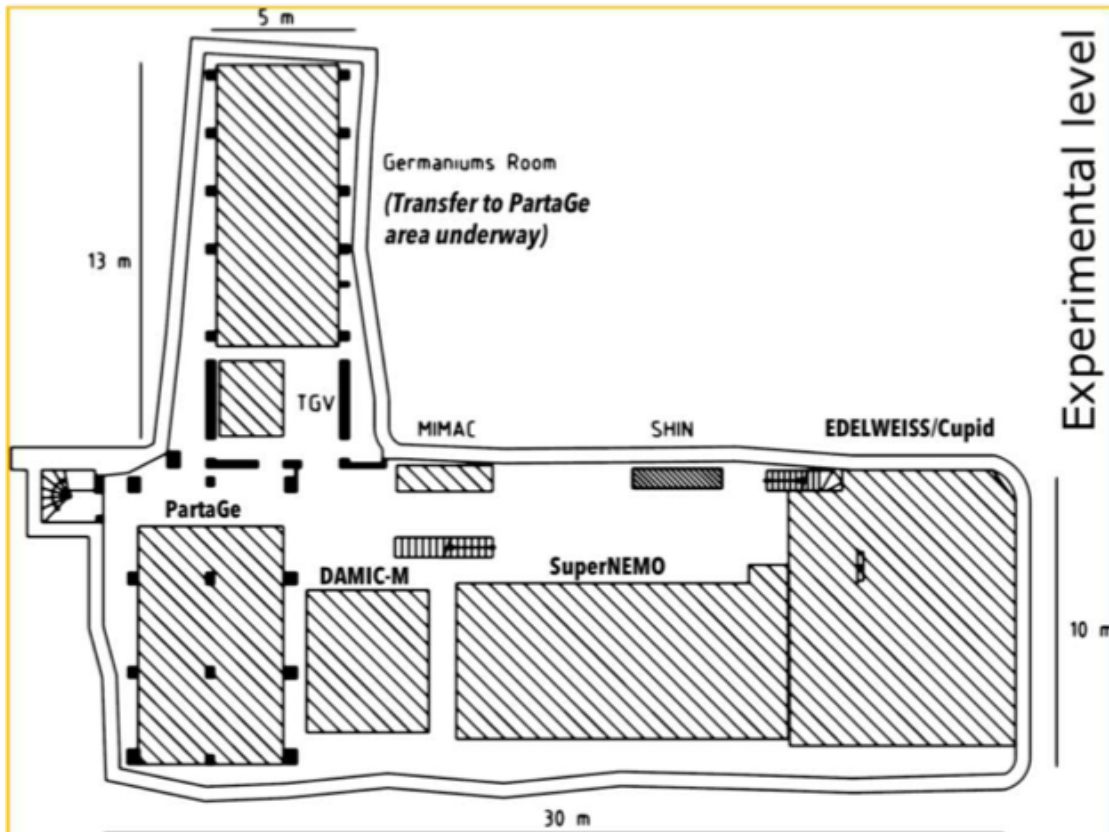 5 m
Experimental level
Germaniums Room
(Transfer to PartaGe
area underway)
13 m
TGV
MIMAC
SHIN
EDELWEISS/Cupid
PartaGe
DAMIC-M
SuperNEMO
10 m
30 m